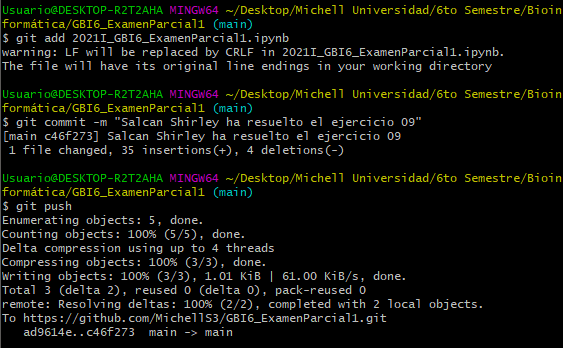 Usuario@DESKTOP-R2T2AHA MINGW64 ~/Desktop/Michell Universidad/6to Semestre/Bioin
formática/GBI6_ExamenParcial1 (main)
$ git add 2021I_GBI6_ExamenParcial1.ipynb
warning: LF will be replaced by CRLF in 2021I_GBI6_ExamenParcial1.ipynb.
The file will have its original line endings in your working directory
Usuario@DESKTOP-R2T2AHA MINGW64 ~/Desktop/Michell Universidad/6to Semestre/Bioin
formática/GBI6_ExamenParcial1 (main)
$ git commit -m "Salcan Shirley ha resuelto el ejercicio 09"
[main c46f273] Salcan Shirley ha resuelto el ejercicio 09
 1 file changed, 35 insertions(+), 4 deletions(-)
Usuario@DESKTOP-R2T2AHA MINGW64 ~/Desktop/Michell Universidad/6to Semestre/Bioin
formática/GBI6_ExamenParcial1 (main)
$ git push
Enumerating objects: 5, done.
Counting objects: 100% (5/5), done.
Delta compression using up to 4 threads
Compressing objects: 100% (3/3), done.
Writing objects: 100% (3/3), 1.01 KiB | 61.00 KiB/s, done.
Total 3 (delta 2), reused 0 (delta 0), pack-reused 0
remote: Resolving deltas: 100% (2/2), completed with 2 local objects.
To https://github.com/MichellS3/GBI6_ExamenParcial1.git
   ad9614e..c46f273  main -> main